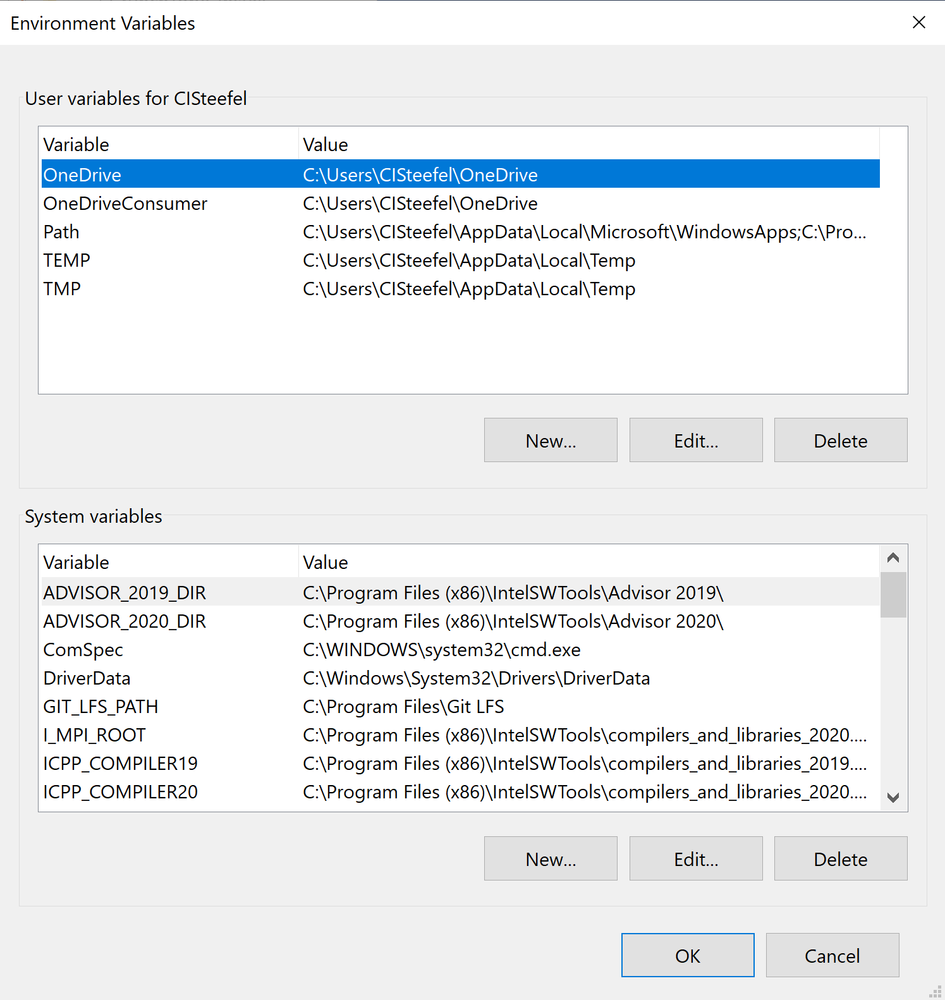 Environment Variables
User variables for CISteefel
Variable Value
OneDrive C:\Users\CISteefel\OneDrive
OneDriveConsumer C:\Users\CISteefel\OneDrive
Path C:\Users\CISteefel\AppData\Local\Microsoft\WindowsApps;C:\Pro...
TEMP C:\Users\CISteefel\AppData\Local\Temp
TMP C:\Users\CISteefel\AppData\Local\Temp
New... Edit... Delete
System variables
Variable Value
ADVISOR_2019_DIR C:\Program Files (x86)\IntelSWTools\Advisor 2019\
ADVISOR_2020_DIR C:\Program Files (x86)\IntelSWTools\Advisor 2020\
ComSpec C:\WINDOWS\system32\cmd.exe
DriverData C:\Windows\System32\Drivers\DriverData
GIT_LFS_PATH C:\Program Files\Git LFS
I_MPI_ROOT C:\Program Files (x86)\IntelSWTools\compilers_and_libraries_2020....
ICPP_COMPILER19 C:\Program Files (x86)\IntelSWTools\compilers_and_libraries_2019....
ICPP_COMPILER20 C:\Program Files (x86)\IntelSWTools\compilers_and_libraries_2020....
New... Edit... Delete
OK Cancel